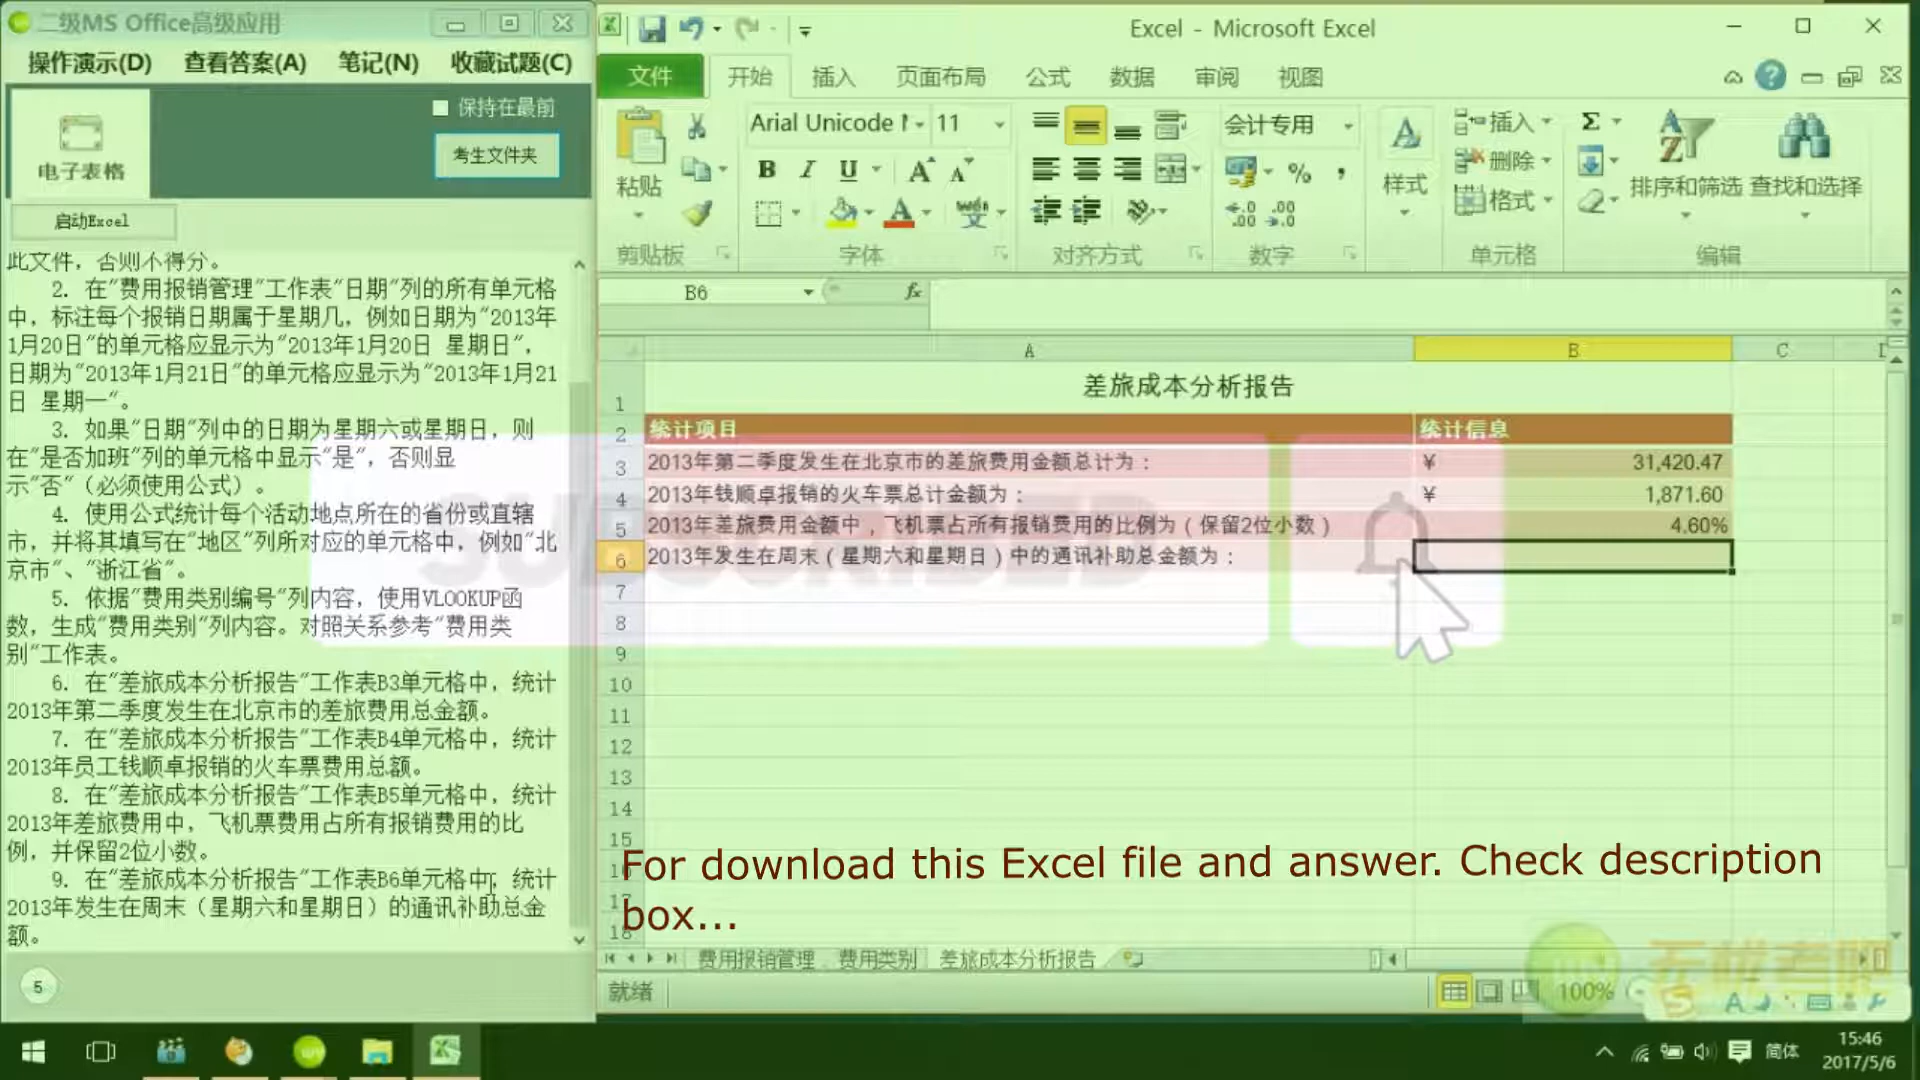 二级MS Office高级应用
操作演示(D) 查看答案(A) 笔记(N) 收藏试题(C)
保持在最前
电子表格
考生文件夹
启动Excel
此文件，否则不得分。
2. 在"费用报销管理"工作表"日期"列的所有单元格
中，标注每个报销日期属于星期几，例如日期为"2013年
1月20日"的单元格应显示为"2013年1月20日 星期日"，
日期为"2013年1月21日"的单元格应显示为"2013年1月21
日 星期一"。
3. 如果"日期"列中的日期为星期六或星期日，则
在"是否加班"列的单元格中显示"是"，否则显
示"否"（必须使用公式）。
4. 使用公式统计每个活动地点所在的省份或直辖
市，并将其填写在"地区"列所对应的单元格中，例如"北
京市"、"浙江省"。
5. 依据"费用类别编号"列内容，使用VLOOKUP函
数，生成"费用类别"列内容。对照关系参考"费用类
别"工作表。
6. 在"差旅成本分析报告"工作表B3单元格中，统计
2013年第二季度发生在北京市的差旅费用总金额。
7. 在"差旅成本分析报告"工作表B4单元格中，统计
2013年员工钱顺卓报销的火车票费用总额。
8. 在"差旅成本分析报告"工作表B5单元格中，统计
2013年差旅费用中，飞机票费用占所有报销费用的比
例，并保留2位小数。
9. 在"差旅成本分析报告"工作表B6单元格中，统计
2013年发生在周末（星期六和星期日）的通讯补助总金
额。
5
Excel - Microsoft Excel
文件 开始 插入 页面布局 公式 数据 审阅 视图
粘贴
剪贴板
Arial Unicode 11
B I U A A
字体
对齐方式
会计专用
% ,
数字
样式
插入
删除
格式
单元格
Σ
排序和筛选 查找和选择
编辑
B6 fx
A B C
1 差旅成本分析报告
2 统计项目 统计信息
3 2013年第二季度发生在北京市的差旅费用金额总计为： ¥ 31,420.47
4 2013年钱顺卓报销的火车票总计金额为： ¥ 1,871.60
5 2013年差旅费用金额中，飞机票占所有报销费用的比例为（保留2位小数） 4.60%
6 2013年发生在周末（星期六和星期日）中的通讯补助总金额为：
7
8
9
10
11
12
13
14
15
SUBSCRIBED
For download this Excel file and answer. Check description
box...
费用报销管理 费用类别 差旅成本分析报告
就绪
100%
无忧考吧
简体
15:46
2017/5/6